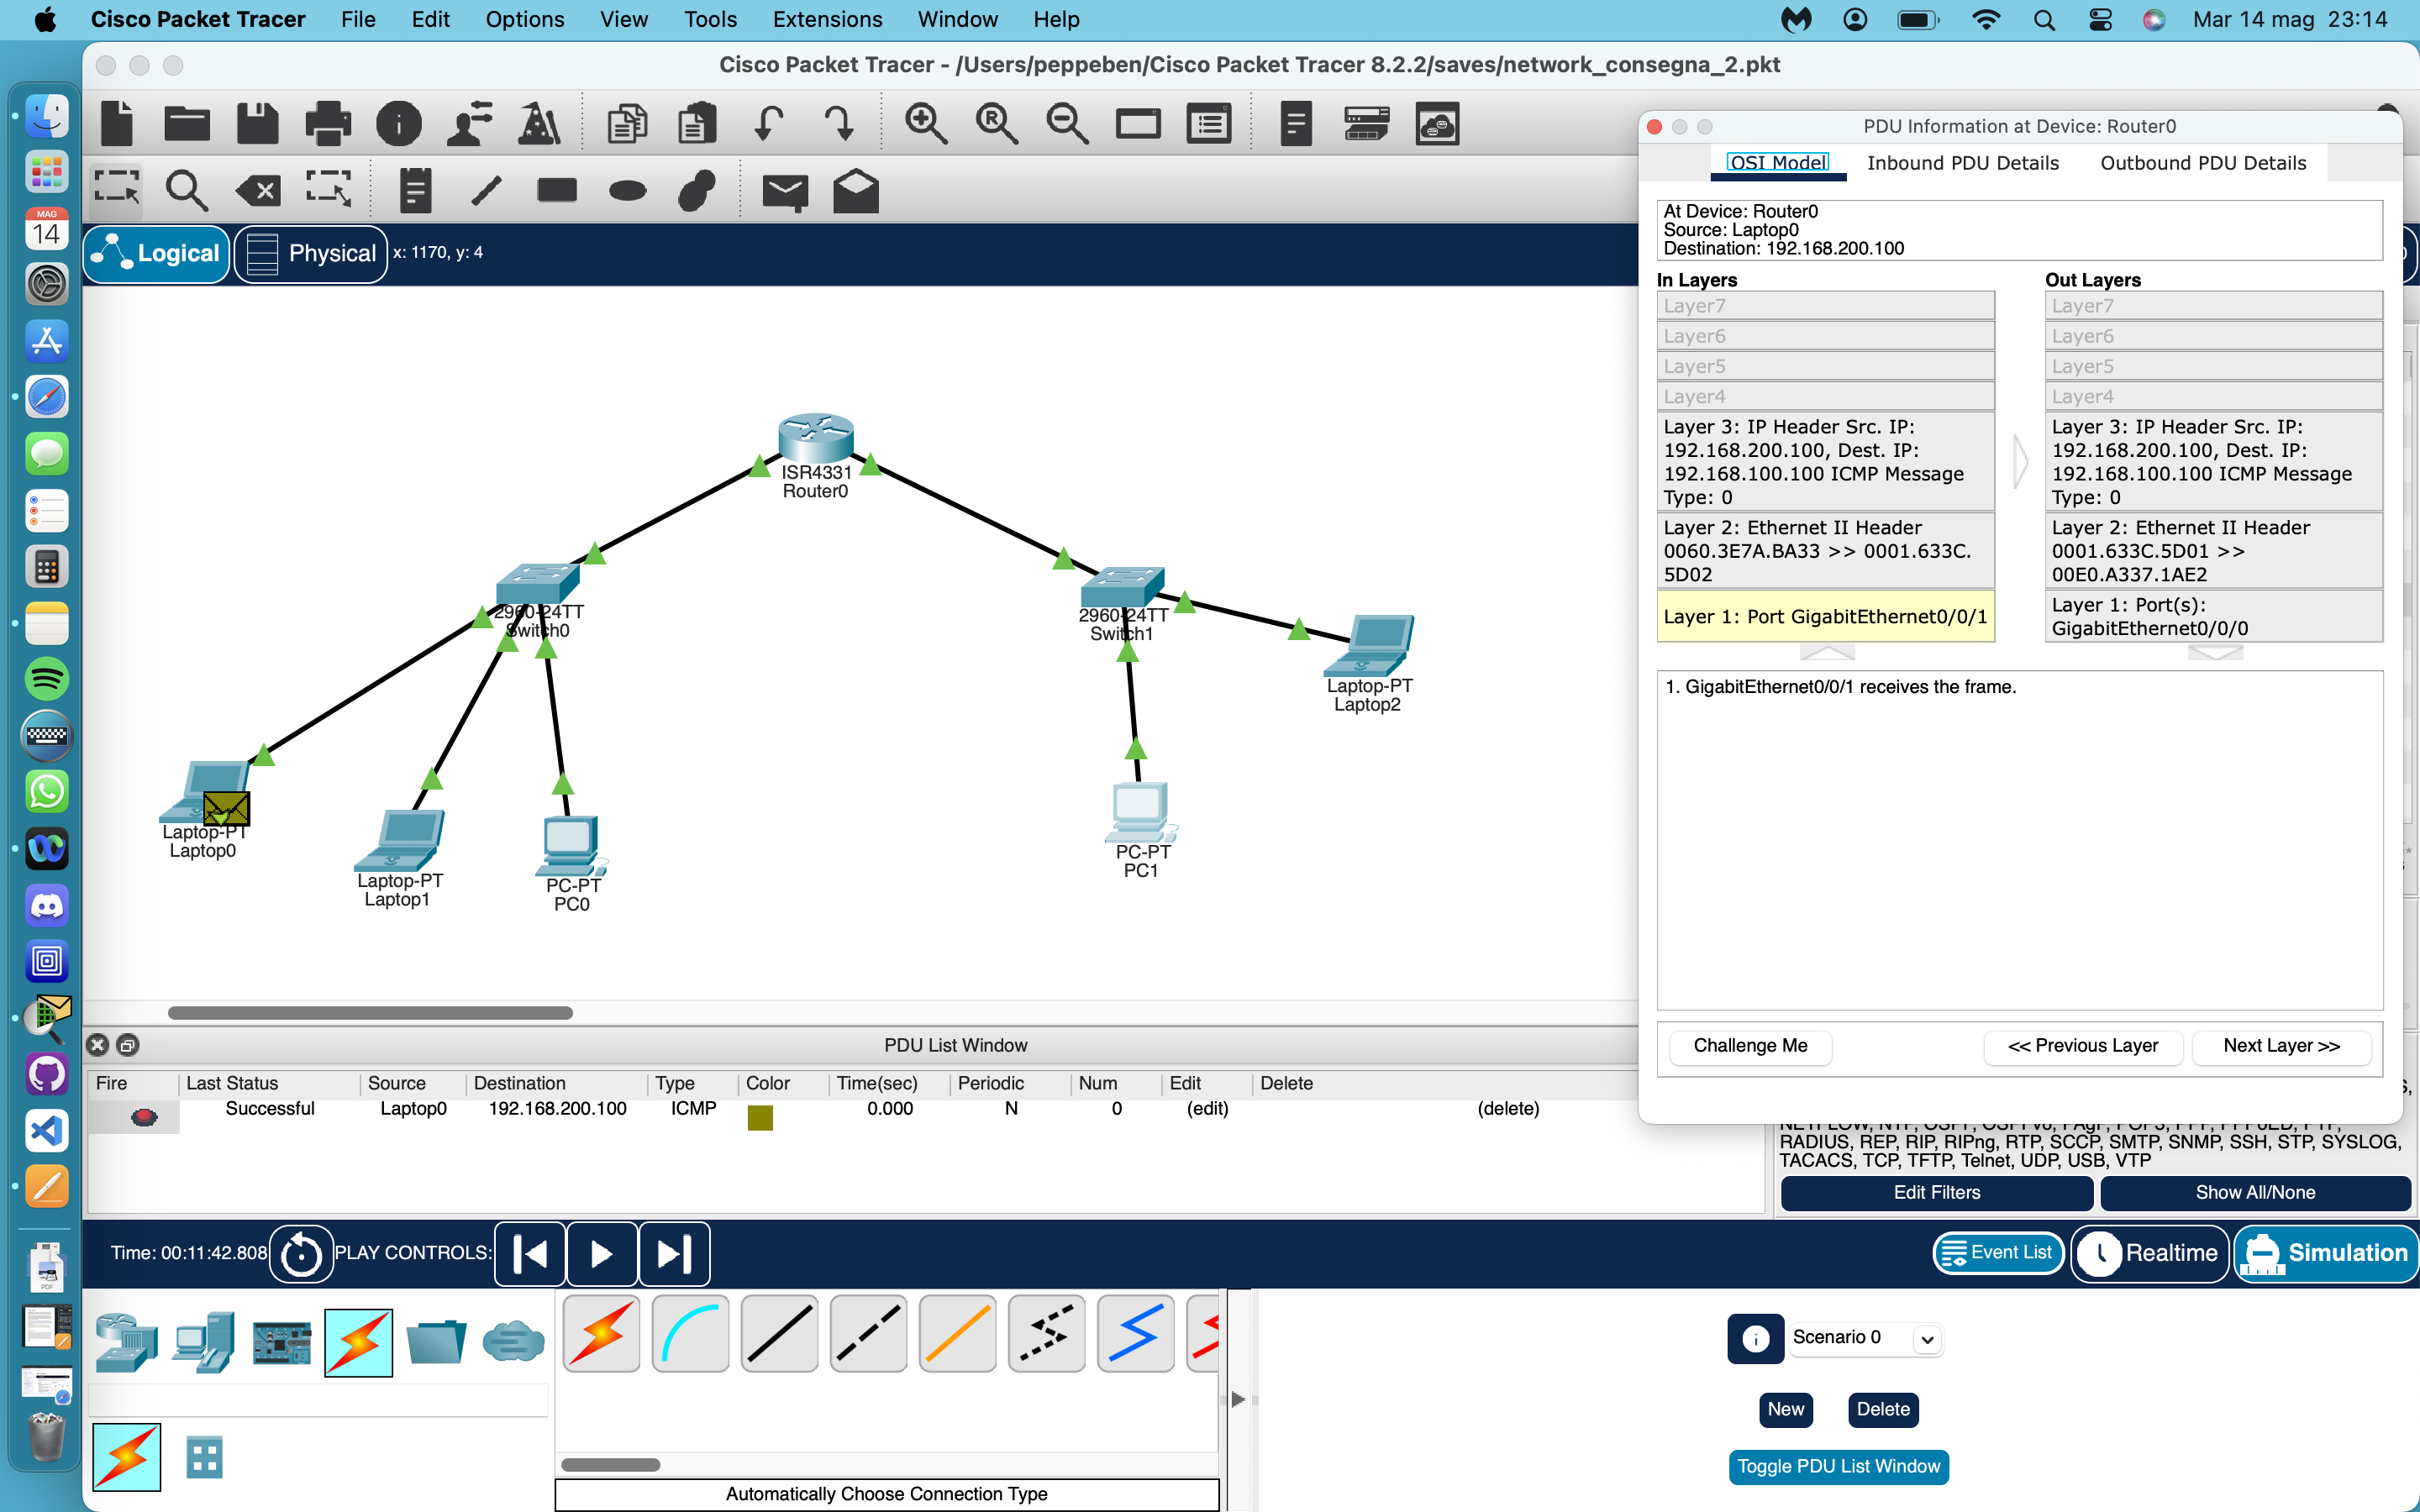 Cisco Packet Tracer File Edit Options View Tools Extensions Window Help Mar 14 mag 23:14
Cisco Packet Tracer - /Users/peppeben/Cisco Packet Tracer 8.2.2/saves/network_consegna_2.pkt
MAG
14
R
Logical Physical x: 1170, y: 4
ISR4331
Router0
2960-24TT
Switch0
2960-24TT
Switch1
Laptop-PT
Laptop2
Laptop-PT
Laptop0
Laptop-PT
Laptop1
PC-PT
PC0
PC-PT
PC1
PDU Information at Device: Router0
OSI Model Inbound PDU Details Outbound PDU Details
At Device: Router0
Source: Laptop0
Destination: 192.168.200.100
In Layers
Layer7
Layer6
Layer5
Layer4
Layer 3: IP Header Src. IP:
192.168.200.100, Dest. IP:
192.168.100.100 ICMP Message
Type: 0
Layer 2: Ethernet II Header
0060.3E7A.BA33 >> 0001.633C.
5D02
Layer 1: Port GigabitEthernet0/0/1
Out Layers
Layer7
Layer6
Layer5
Layer4
Layer 3: IP Header Src. IP:
192.168.200.100, Dest. IP:
192.168.100.100 ICMP Message
Type: 0
Layer 2: Ethernet II Header
0001.633C.5D01 >>
00E0.A337.1AE2
Layer 1: Port(s):
GigabitEthernet0/0/0
1. GigabitEthernet0/0/1 receives the frame.
Challenge Me << Previous Layer Next Layer >>
PDU List Window
Fire Last Status Source Destination Type Color Time(sec) Periodic Num Edit Delete
Successful Laptop0 192.168.200.100 ICMP 0.000 N 0 (edit) (delete)
RADIUS, REP, RIP, RIPng, RTP, SCCP, SMTP, SNMP, SSH, STP, SYSLOG,
TACACS, TCP, TFTP, Telnet, UDP, USB, VTP
Edit Filters Show All/None
Time: 00:11:42.808 PLAY CONTROLS:
Event List Realtime Simulation
Scenario 0
New Delete
Toggle PDU List Window
Automatically Choose Connection Type
PDF